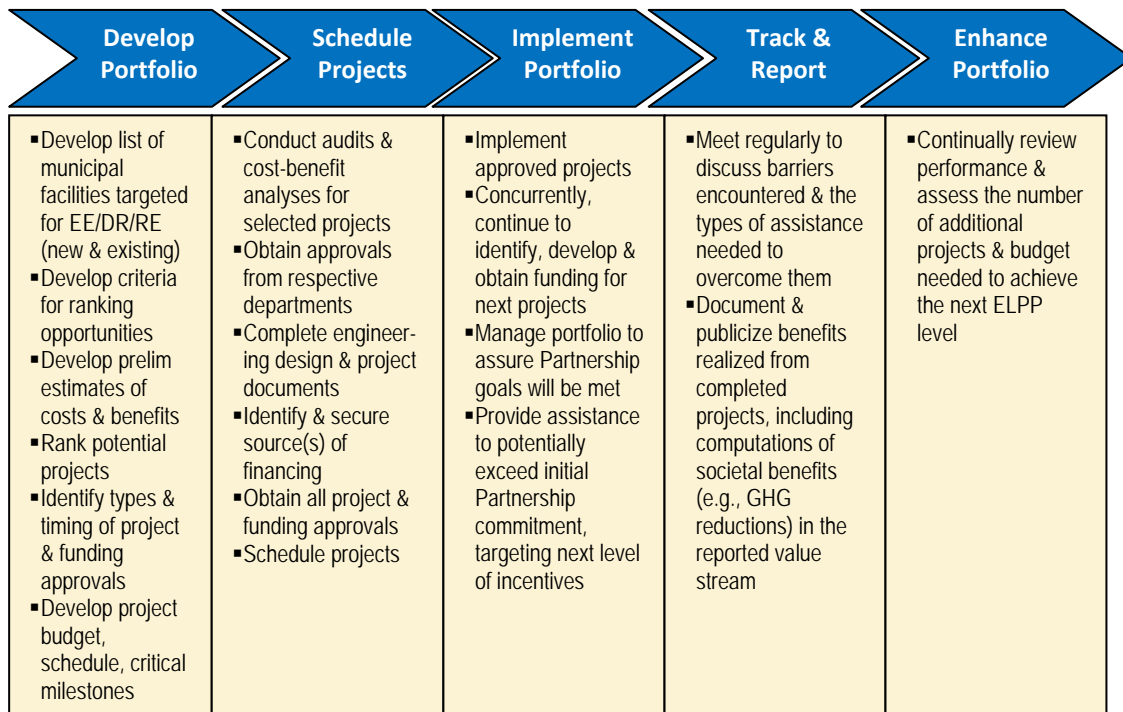 Develop
Portfolio
Schedule
Projects
Implement
Portfolio
Track &
Report
Enhance
Portfolio
▪Develop list of
municipal
facilities targeted
for EE/DR/RE
(new & existing)
▪Develop criteria
for ranking
opportunities
▪Develop prelim
estimates of
costs & benefits
▪Rank potential
projects
▪Identify types &
timing of project
& funding
approvals
▪Develop project
budget,
schedule, critical
milestones
▪Conduct audits &
cost-benefit
analyses for
selected projects
▪Obtain approvals
from respective
departments
▪Complete engineer-
ing design & project
documents
▪Identify & secure
source(s) of
financing
▪Obtain all project &
funding approvals
▪Schedule projects
▪Implement
approved projects
▪Concurrently,
continue to
identify, develop &
obtain funding for
next projects
▪Manage portfolio to
assure Partnership
goals will be met
▪Provide assistance
to potentially
exceed initial
Partnership
commitment,
targeting next level
of incentives
▪Meet regularly to
discuss barriers
encountered & the
types of assistance
needed to
overcome them
▪Document &
publicize benefits
realized from
completed
projects, including
computations of
societal benefits
(e.g., GHG
reductions) in the
reported value
stream
▪Continually review
performance &
assess the number
of additional
projects & budget
needed to achieve
the next ELPP
level